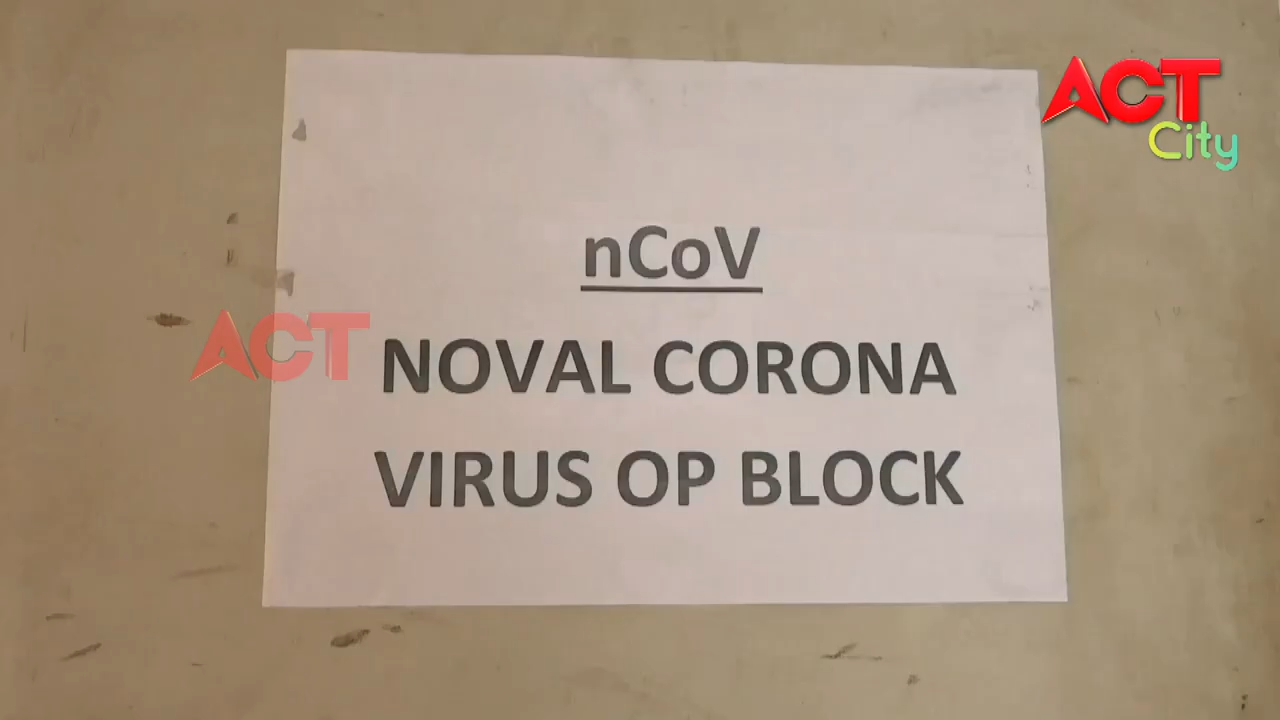 ACT
City
nCoV
ACT
NOVAL CORONA
VIRUS OP BLOCK